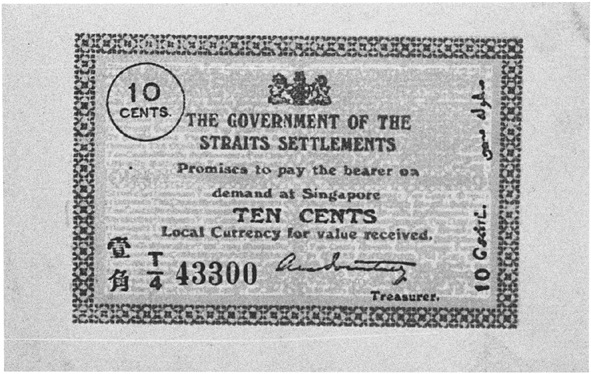 10
CENTS.
THE GOVERNMENT OF THE
STRAITS SETTLEMENTS
Promises to pay the bearer on
demand at Singapore
TEN CENTS
Local Currency for value received.
壹角
T/4 43300
Treasurer.
10